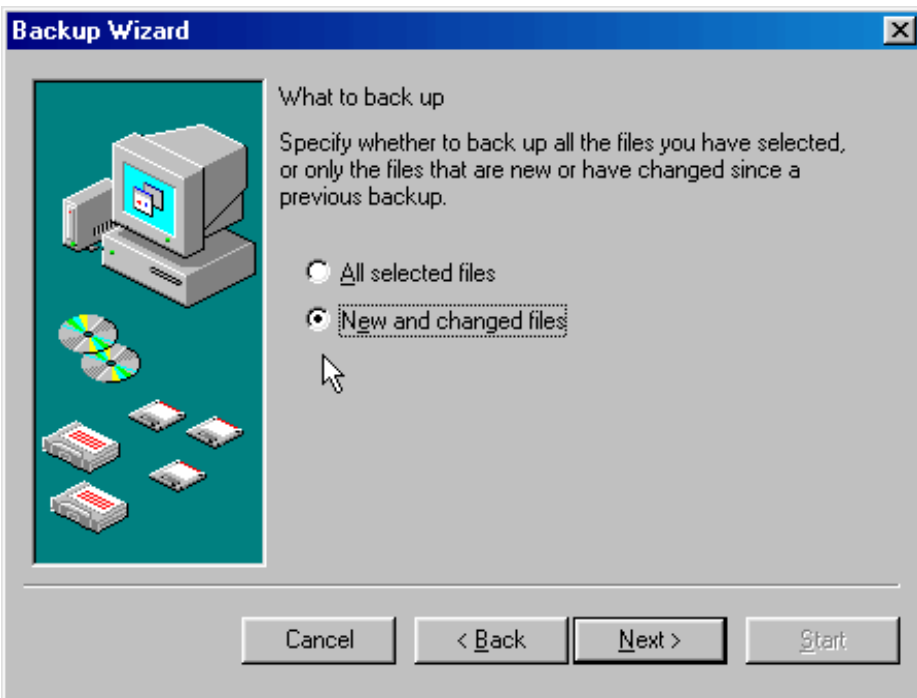 Backup Wizard
What to back up
Specify whether to back up all the files you have selected,
or only the files that are new or have changed since a
previous backup.
All selected files
New and changed files
Cancel
< Back
Next >
Start